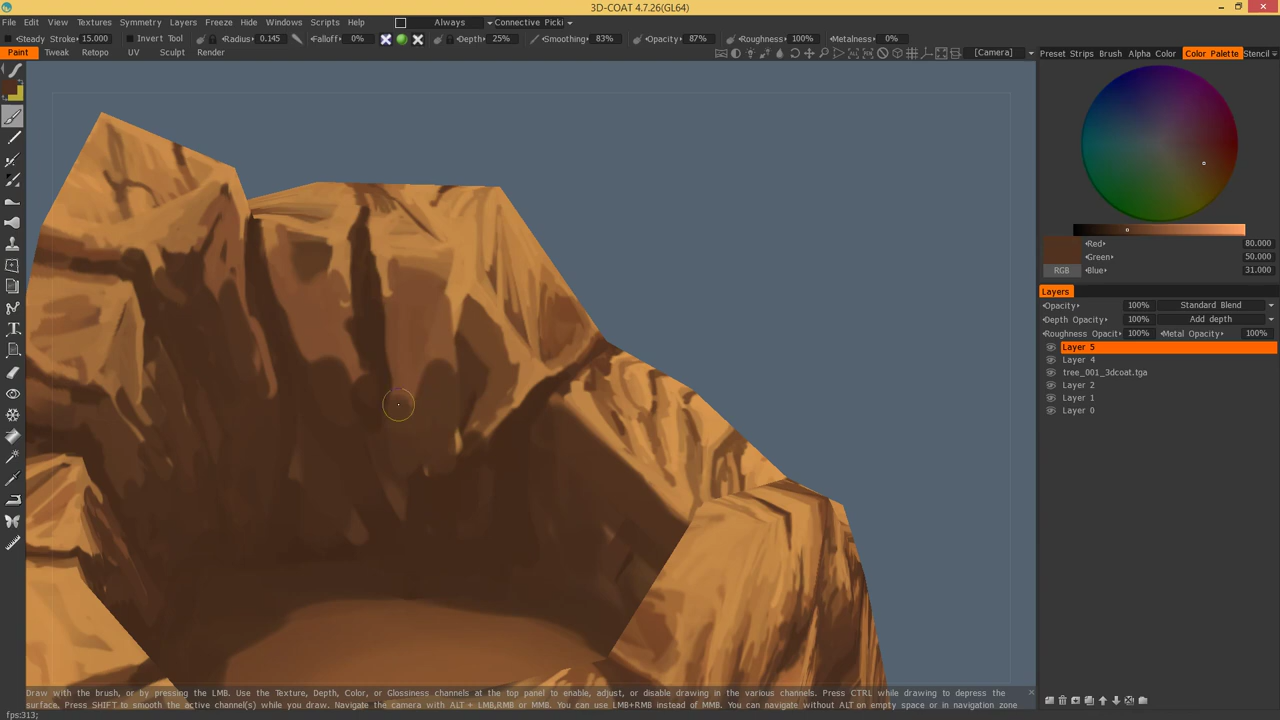 3D-COAT 4.7.26(GL64)
File Edit View Textures Symmetry Layers Freeze Hide Windows Scripts Help Always Connective Picki
Steady Stroke 15.000 Invert Tool Radius 0.145 Falloff 0% Depth 25% Smoothing 83% Opacity 87% Roughness 100% Metalness 0%
Paint Tweak Retopo UV Sculpt Render [Camera] Preset Strips Brush Alpha Color Color Palette Stencil
Red 80.000
Green 50.000
RGB Blue 31.000
Layers
Opacity 100% Standard Blend
Depth Opacity 100% Add depth
Roughness Opacit 100% Metal Opacity 100%
Layer 5
Layer 4
tree_001_3dcoat.tga
Layer 2
Layer 1
Layer 0
Draw with the brush, or by pressing the LMB. Use the Texture, Depth, Color, or Glossiness channels at the top panel to enable, adjust, or disable drawing in the various channels. Press CTRL while drawing to depress the
surface. Press SHIFT to smooth the active channel(s) while you draw. Navigate the camera with ALT + LMB,RMB or MMB. You can use LMB+RMB instead of MMB. You can navigate without ALT on empty space or in navigation zone
fps:313;